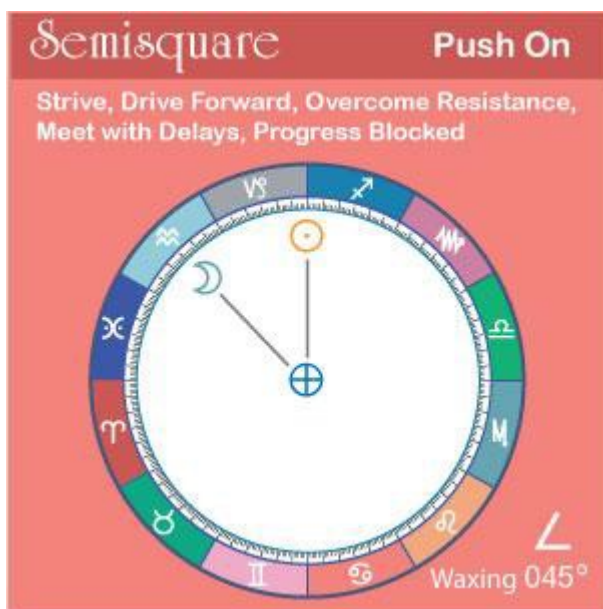 Semisquare Push On
Strive, Drive Forward, Overcome Resistance,
Meet with Delays, Progress Blocked
Waxing 045°